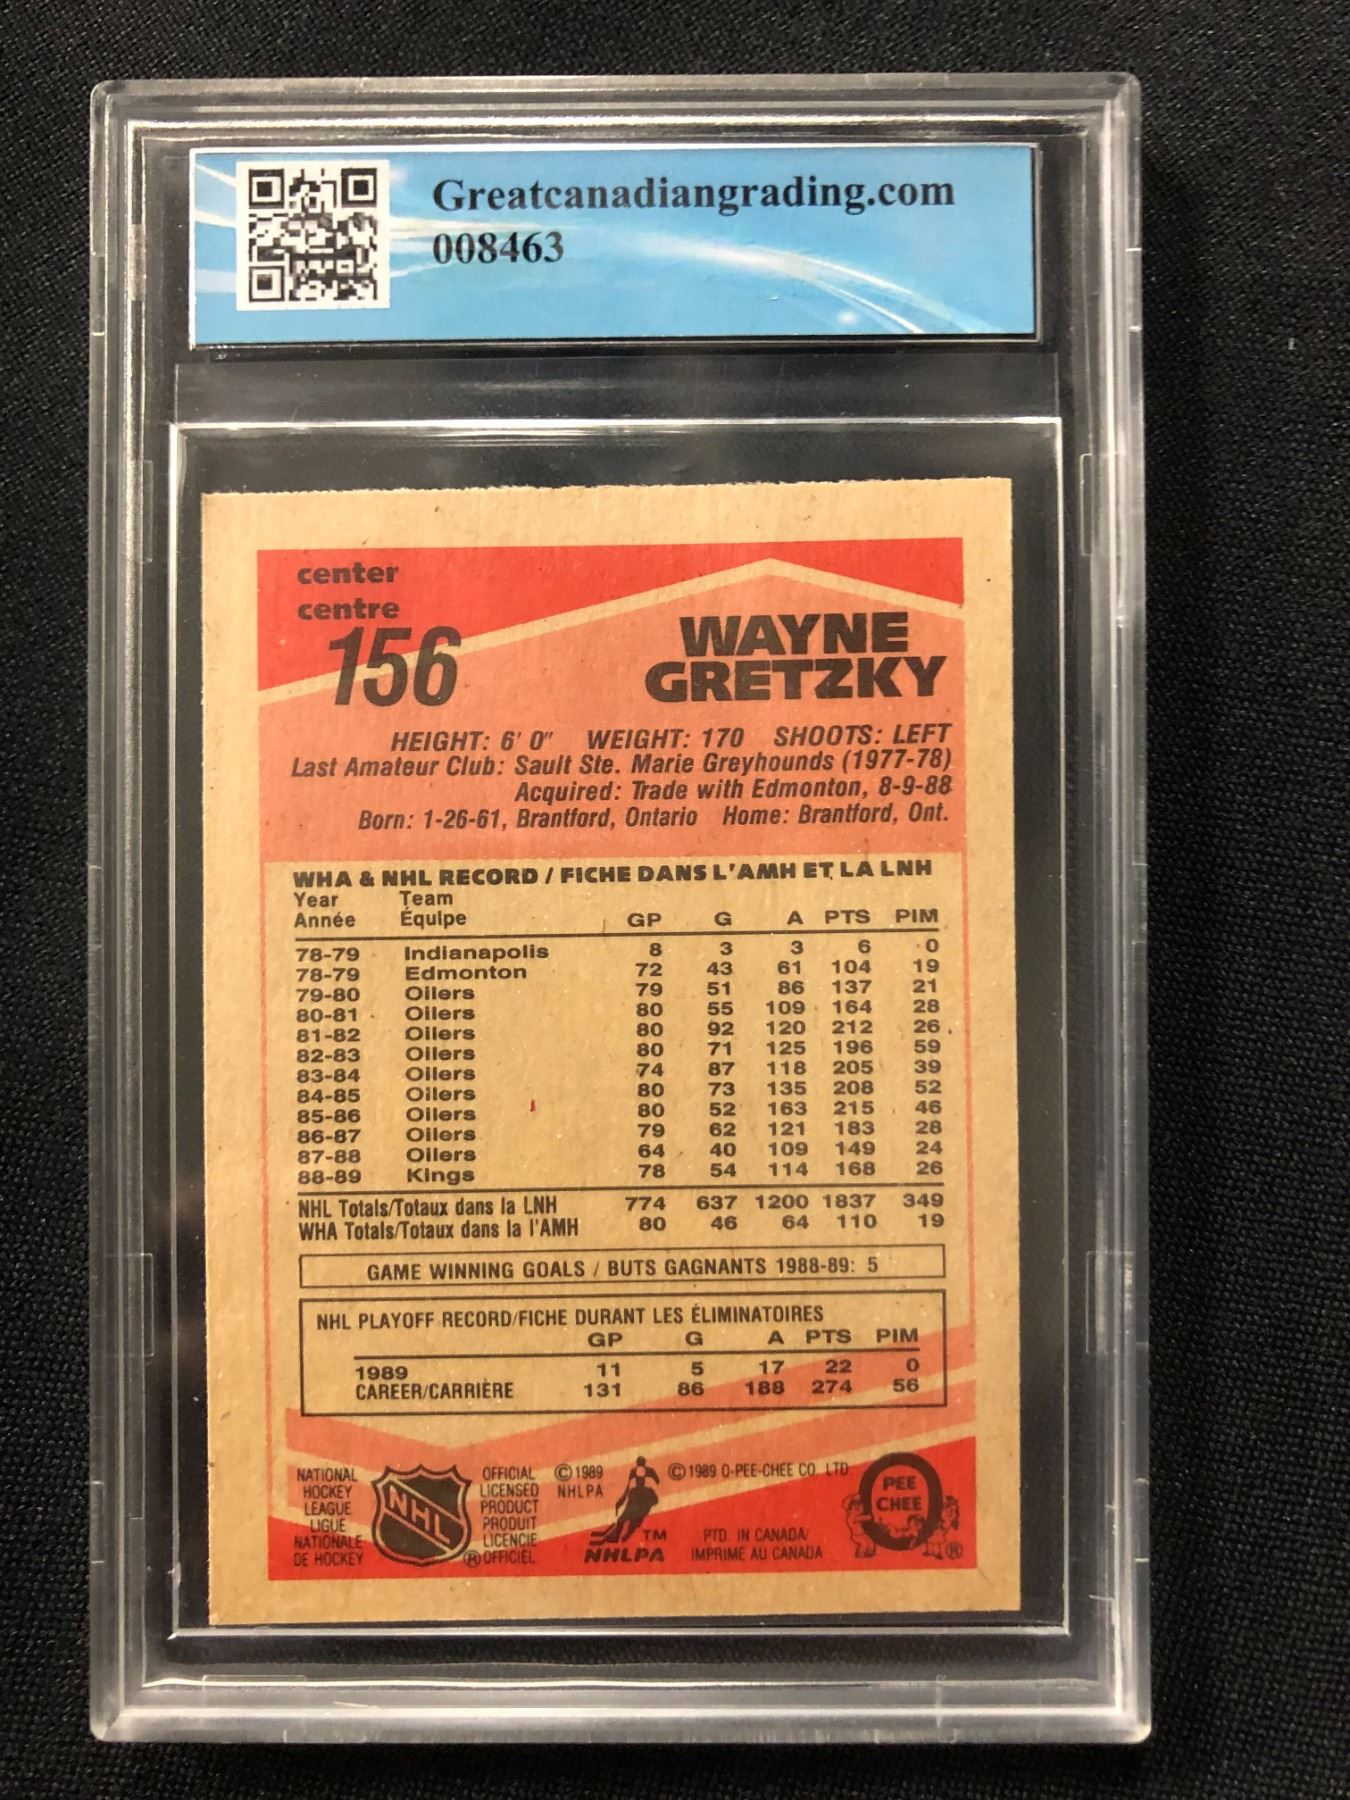 Greatcanadiangrading.com
008463
center
centre
156
WAYNE
GRETZKY
HEIGHT: 6' 0" WEIGHT: 170 SHOOTS: LEFT
Last Amateur Club: Sault Ste. Marie Greyhounds (1977-78)
Acquired: Trade with Edmonton, 8-9-88
Born: 1-26-61, Brantford, Ontario Home: Brantford, Ont.
WHA & NHL RECORD / FICHE DANS L'AMH ET LA LNH
Year Team
Année Équipe GP G A PTS PIM
78-79 Indianapolis 8 3 3 6 0
78-79 Edmonton 72 43 61 104 19
79-80 Oilers 79 51 86 137 21
80-81 Oilers 80 55 109 164 28
81-82 Oilers 80 92 120 212 26
82-83 Oilers 80 71 125 196 59
83-84 Oilers 74 87 118 205 39
84-85 Oilers 80 73 135 208 52
85-86 Oilers 80 52 163 215 46
86-87 Oilers 79 62 121 183 28
87-88 Oilers 64 40 109 149 24
88-89 Kings 78 54 114 168 26
NHL Totals/Totaux dans la LNH 774 637 1200 1837 349
WHA Totals/Totaux dans la l'AMH 80 46 64 110 19
GAME WINNING GOALS / BUTS GAGNANTS 1988-89: 5
NHL PLAYOFF RECORD/FICHE DURANT LES ÉLIMINATOIRES
GP G A PTS PIM
1989 11 5 17 22 0
CAREER/CARRIÈRE 131 86 188 274 56
NATIONAL
HOCKEY
LEAGUE
LIGUE
NATIONALE
DE HOCKEY
NHL
®
OFFICIAL
LICENSED
PRODUCT
PRODUIT
LICENCIE
OFFICIEL
© 1989
NHLPA
TM
NHLPA
© 1989 O-PEE-CHEE CO. LTD.
PTD. IN CANADA/
IMPRIMÉ AU CANADA
O
PEE
CHEE
®